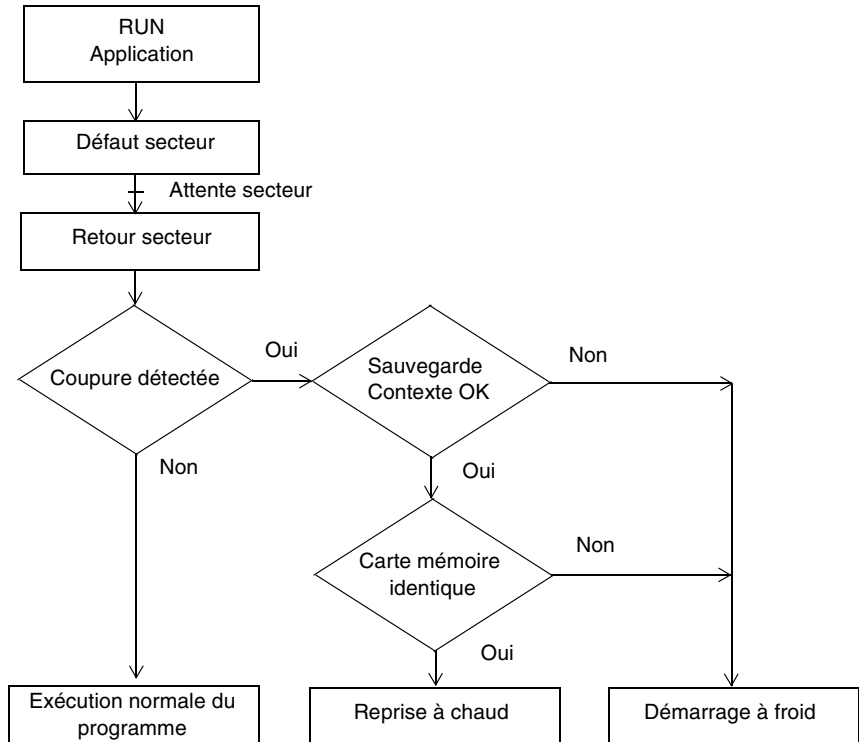 RUN
Application
Défaut secteur
Attente secteur
Retour secteur
Coupure détectée
Oui
Sauvegarde
Contexte OK
Non
Non
Oui
Carte mémoire
identique
Non
Oui
Exécution normale du
programme
Reprise à chaud
Démarrage à froid